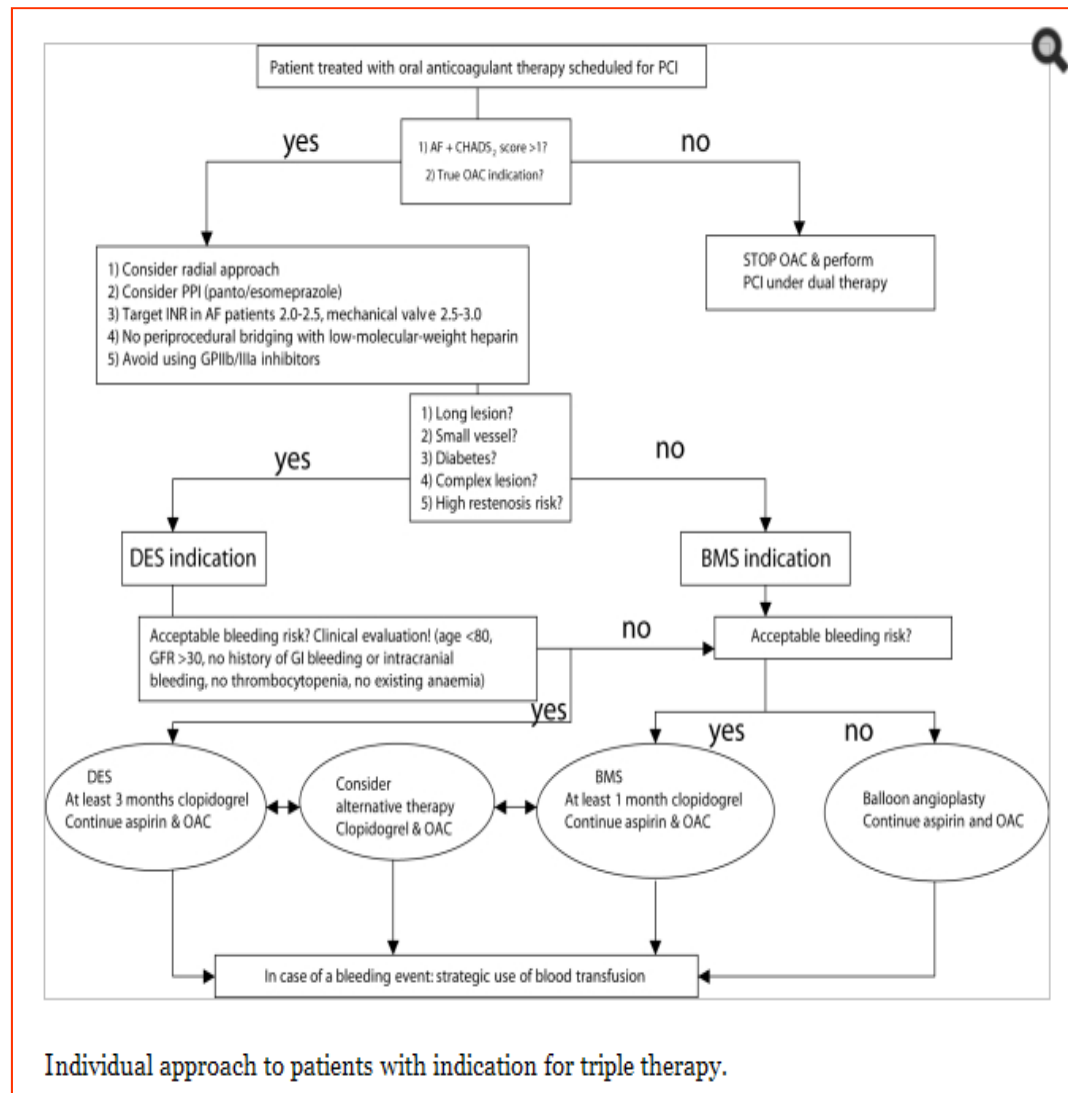 Patient treated with oral anticoagulant therapy scheduled for PCI
yes
1) AF + CHADS₂ score >1?
2) True OAC indication?
no
1) Consider radial approach
2) Consider PPI (panto/esomeprazole)
3) Target INR in AF patients 2.0-2.5, mechanical valve 2.5-3.0
4) No periprocedural bridging with low-molecular-weight heparin
5) Avoid using GPIIb/IIIa inhibitors
STOP OAC & perform
PCI under dual therapy
1) Long lesion?
2) Small vessel?
3) Diabetes?
4) Complex lesion?
5) High restenosis risk?
yes
no
DES indication
BMS indication
Acceptable bleeding risk? Clinical evaluation! (age <80,
GFR >30, no history of GI bleeding or intracranial
bleeding, no thrombocytopenia, no existing anaemia)
no
Acceptable bleeding risk?
yes
yes
no
DES
At least 3 months clopidogrel
Continue aspirin & OAC
Consider
alternative therapy
Clopidogrel & OAC
BMS
At least 1 month clopidogrel
Continue aspirin & OAC
Balloon angioplasty
Continue aspirin and OAC
In case of a bleeding event: strategic use of blood transfusion
Individual approach to patients with indication for triple therapy.